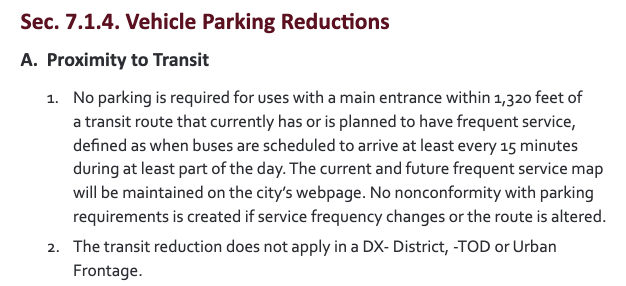 Sec. 7.1.4. Vehicle Parking Reductions
A. Proximity to Transit
1. No parking is required for uses with a main entrance within 1,320 feet of
a transit route that currently has or is planned to have frequent service,
defined as when buses are scheduled to arrive at least every 15 minutes
during at least part of the day. The current and future frequent service map
will be maintained on the city's webpage. No nonconformity with parking
requirements is created if service frequency changes or the route is altered.
2. The transit reduction does not apply in a DX- District, -TOD or Urban
Frontage.